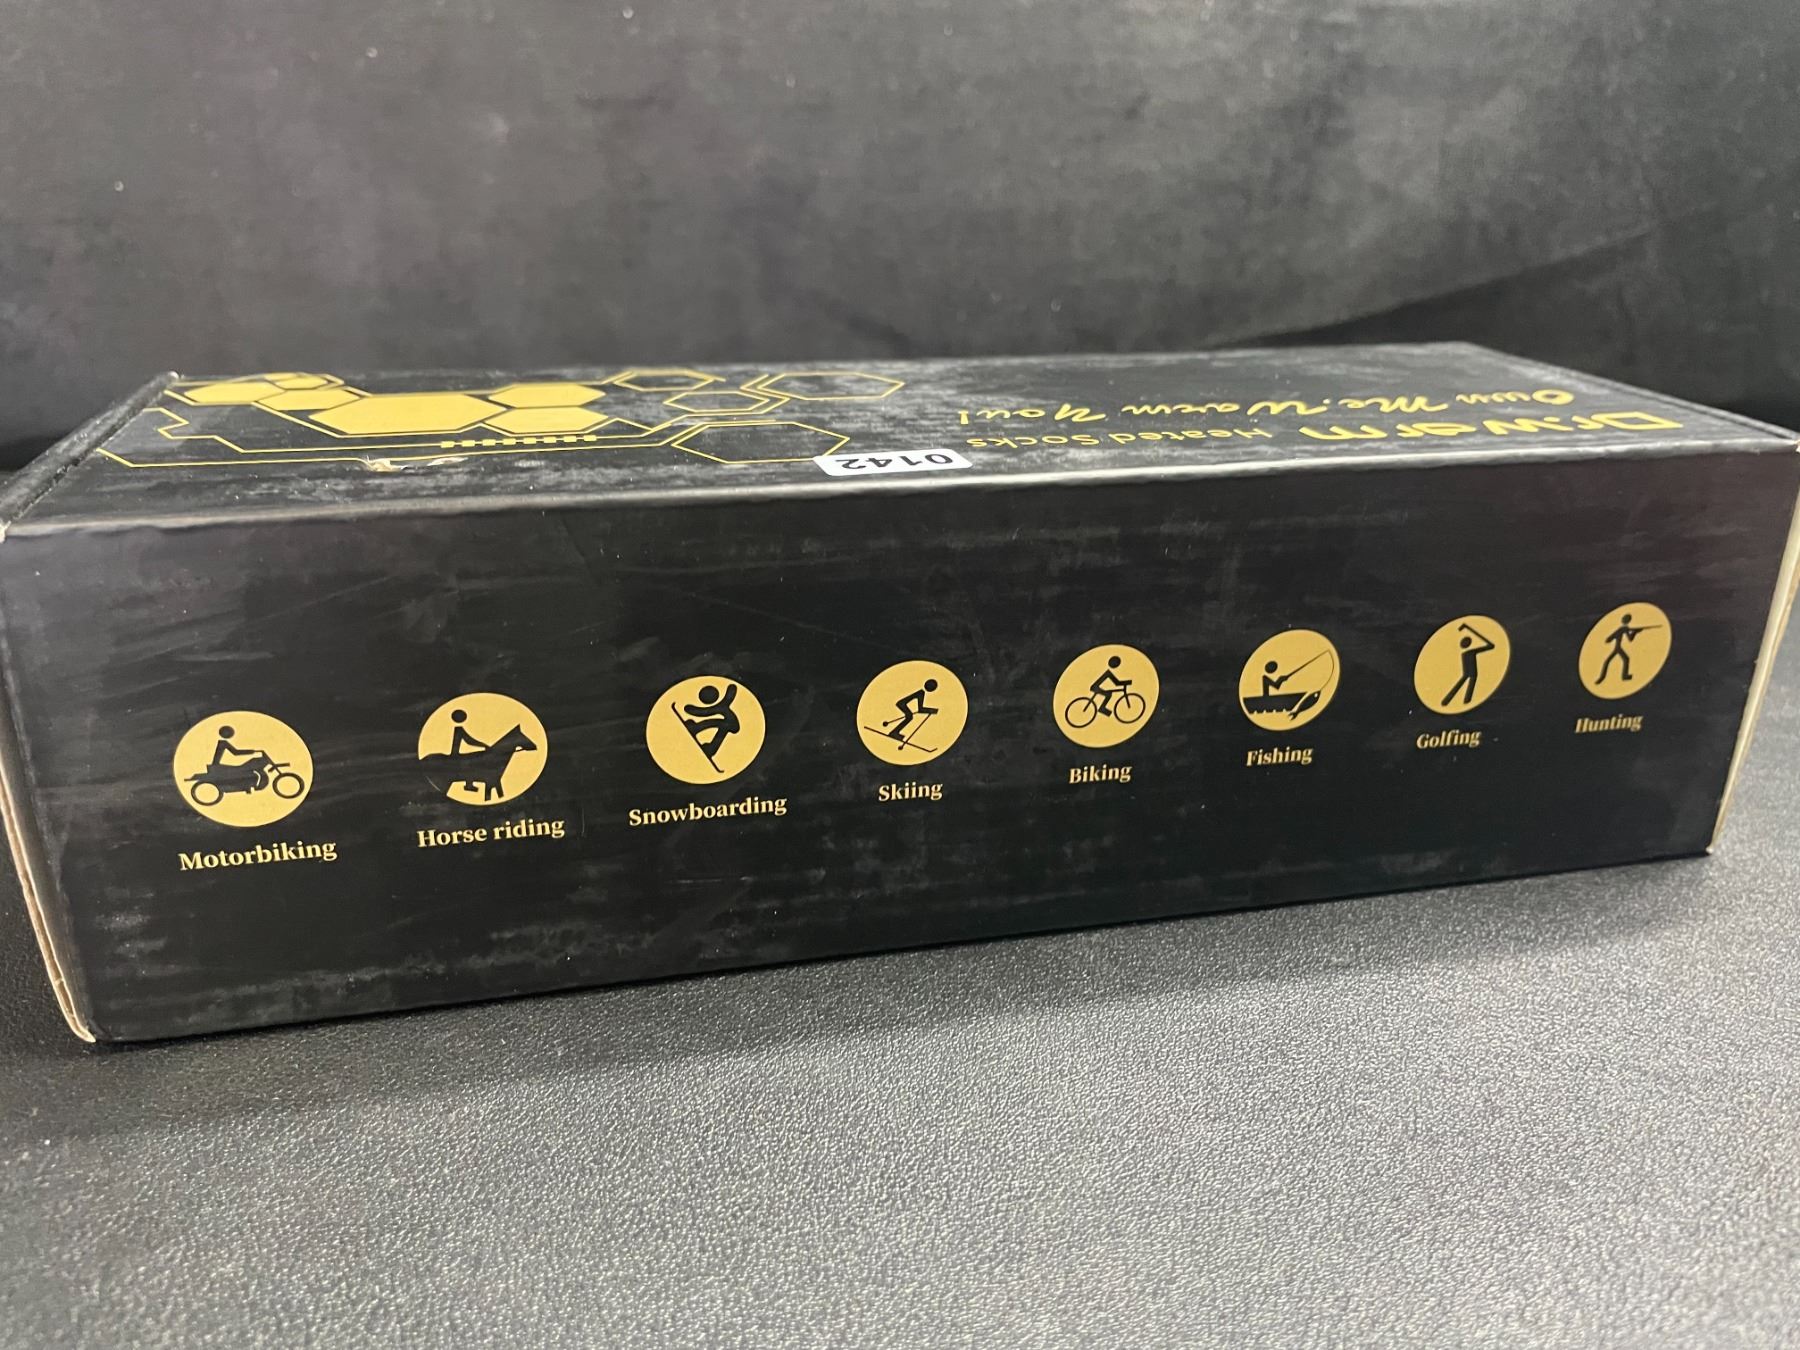 Dr.Warm Heated Socks
Own Me.Warm You!
0142
Motorbiking
Horse riding
Snowboarding
Skiing
Biking
Fishing
Golfing
Hunting